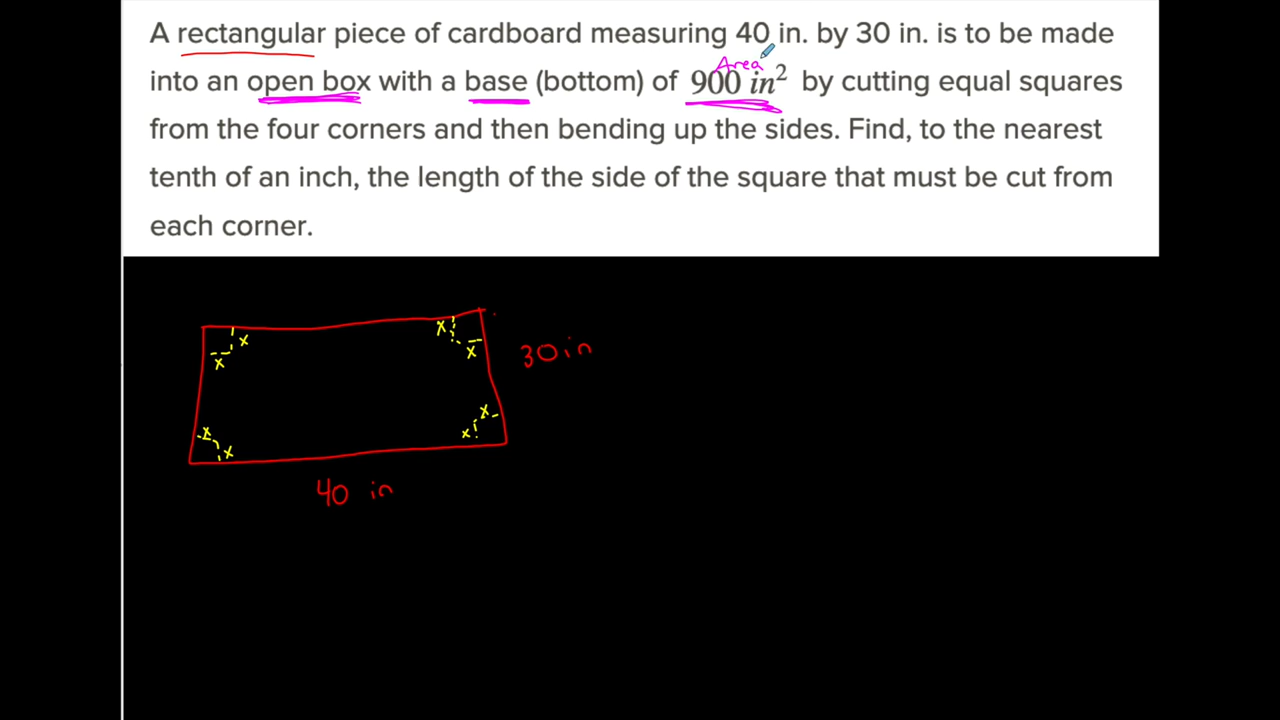 A rectangular piece of cardboard measuring 40 in. by 30 in. is to be made
Area
into an open box with a base (bottom) of 900 in² by cutting equal squares
from the four corners and then bending up the sides. Find, to the nearest
tenth of an inch, the length of the side of the square that must be cut from
each corner.
x x
x x
30 in
x x
x x
40 in